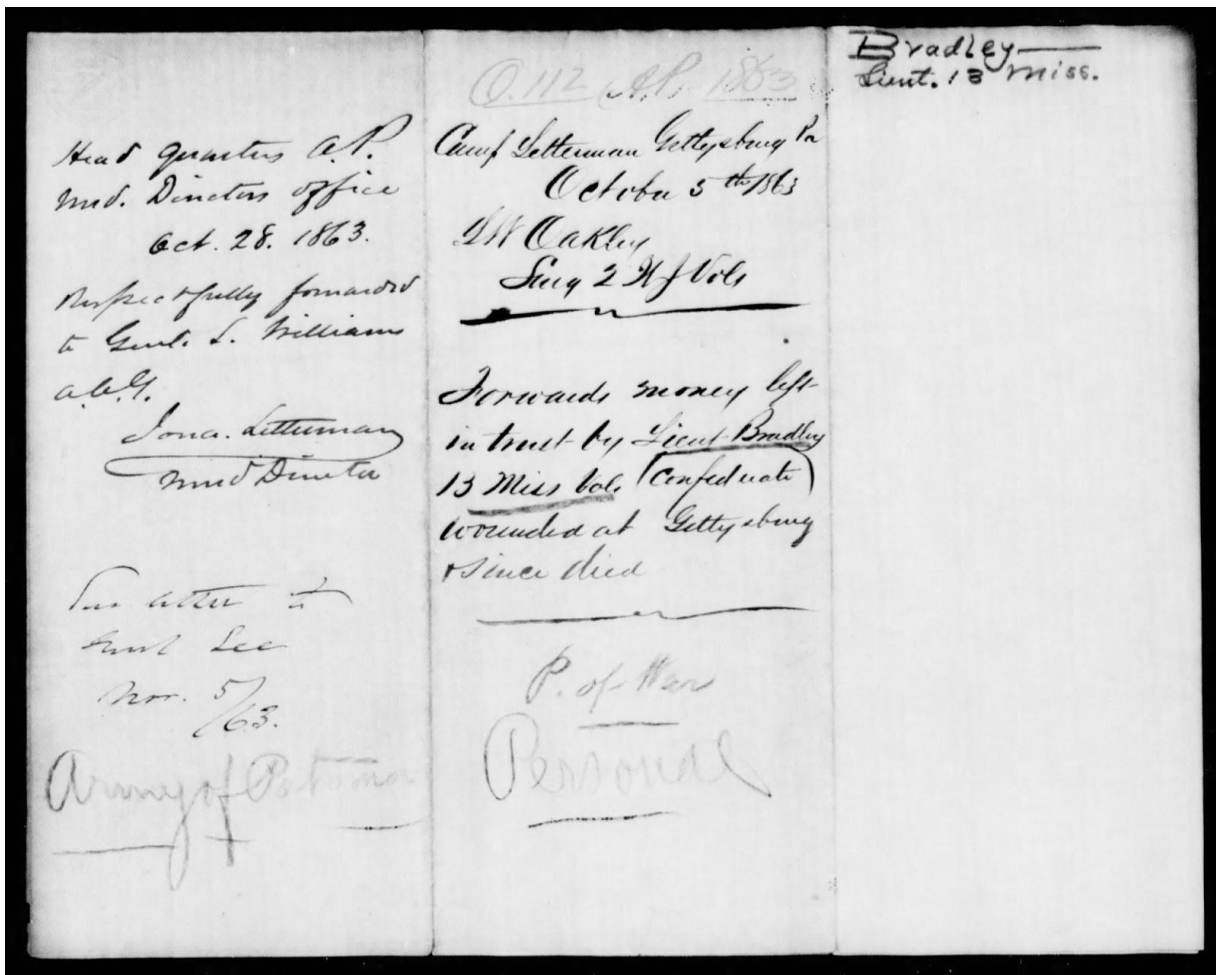 Head quarters A.P.
Med. Directors office
Oct. 28. 1863.
Respectfully forwarded
to Genl. S. Williams
A.A.G.
Jona. Letterman
Med Director
See letter to
Genl Lee
Nov. 5/63.
Army of Potomac
O.112 (A.P.) 1863
Camp Letterman Gettysburg Pa
October 5th 1863
Oakley
Surg 2 N J Vols
Forwards money left
in trust by Lieut Bradley
13 Miss Vols (Confederate)
wounded at Gettysburg
& since died
P. of War
Personal
Bradley
Lieut. 13 Miss.